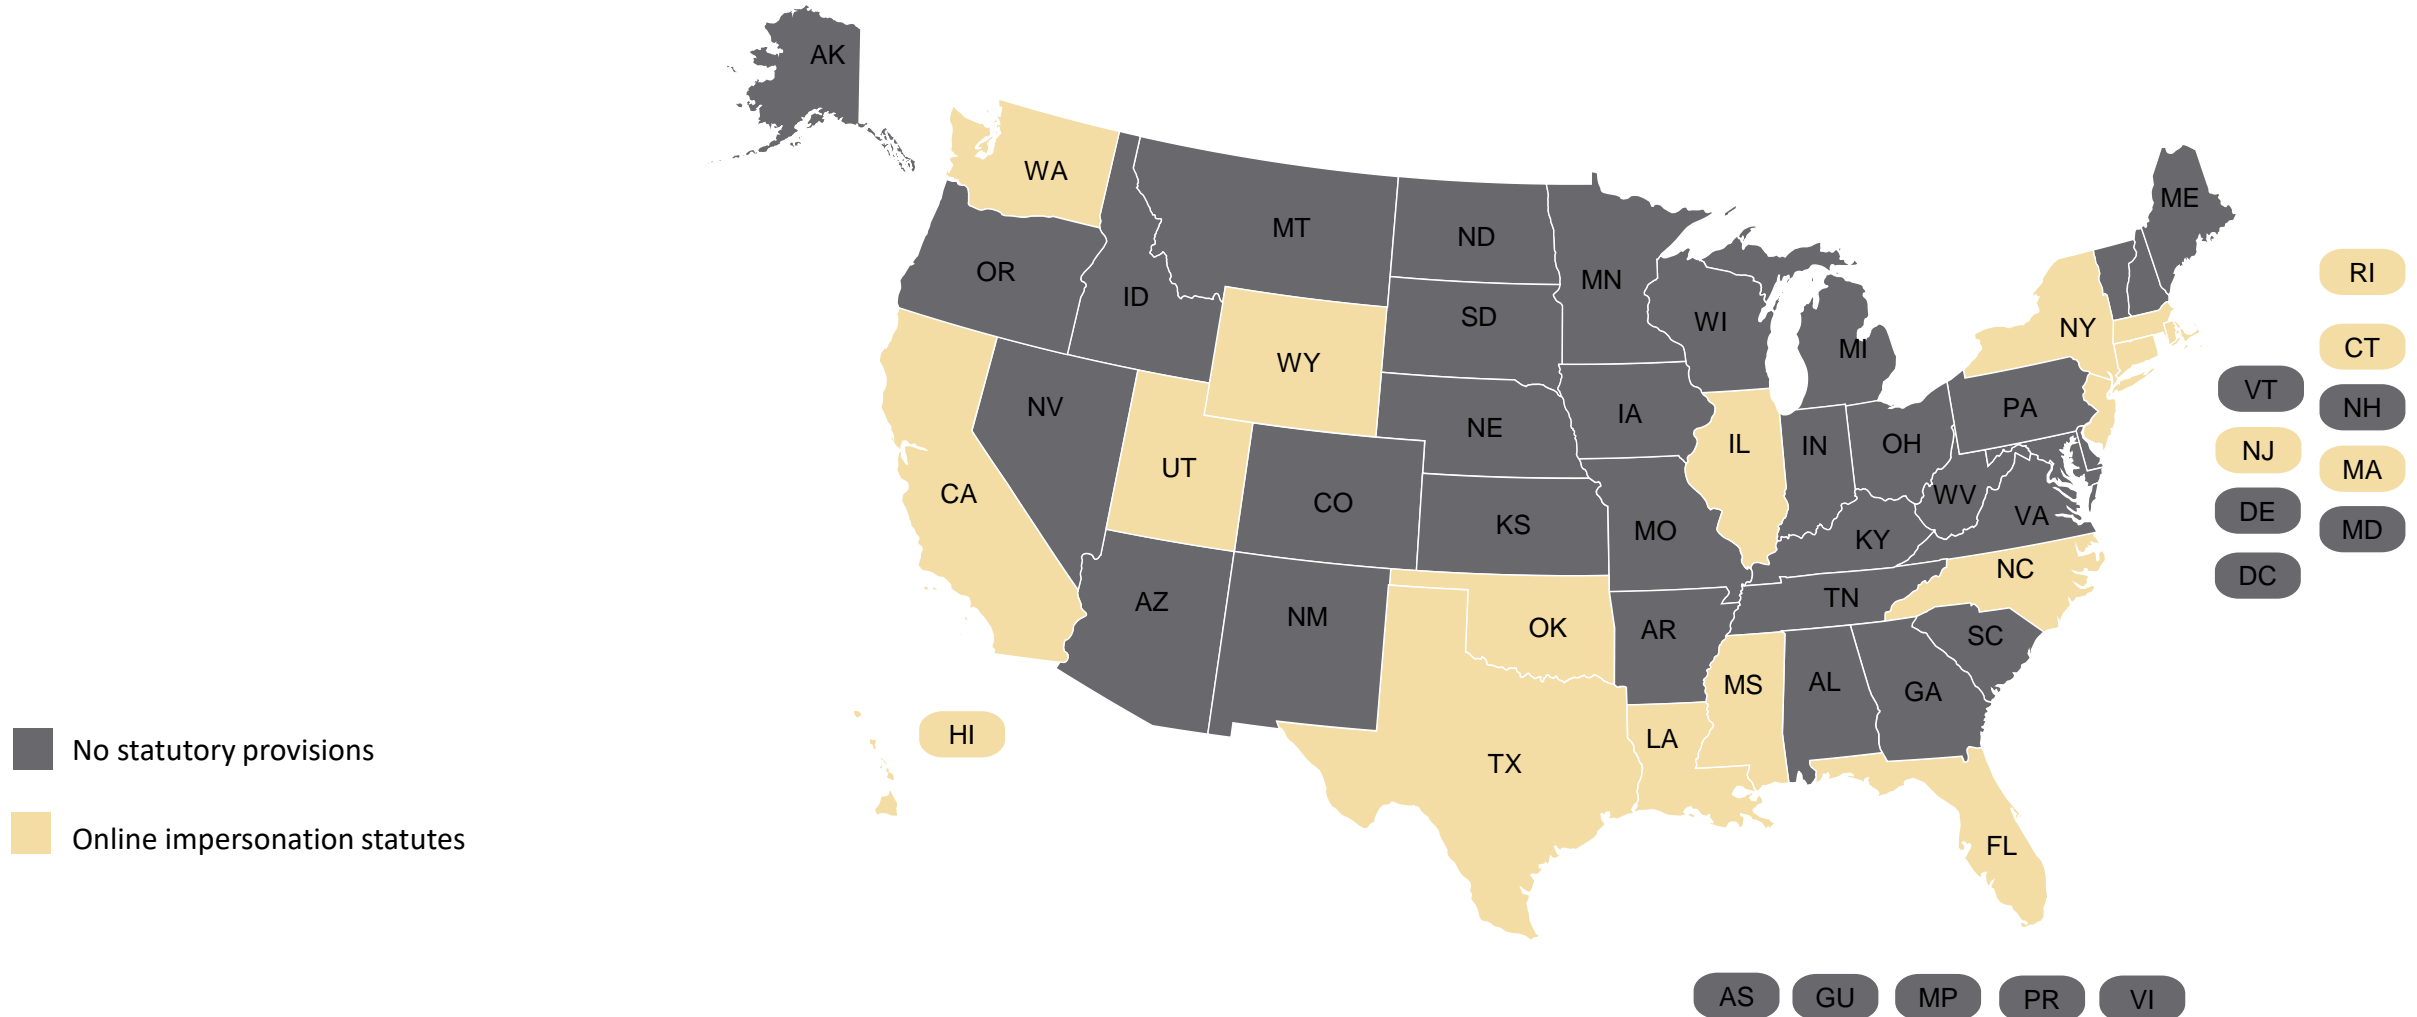 AK
WA
ME
MT
ND
OR
MN
RI
ID
SD
WI
NY
MI
CT
WY
VT
NV
IA
PA
NH
NE
IL
IN
OH
NJ
UT
MA
CA
CO
WV
DE
KS
VA
MO
KY
MD
NC
DC
AZ
TN
NM
OK
AR
SC
MS
AL
GA
HI
LA
No statutory provisions
TX
Online impersonation statutes
FL
AS
GU
MP
PR
VI